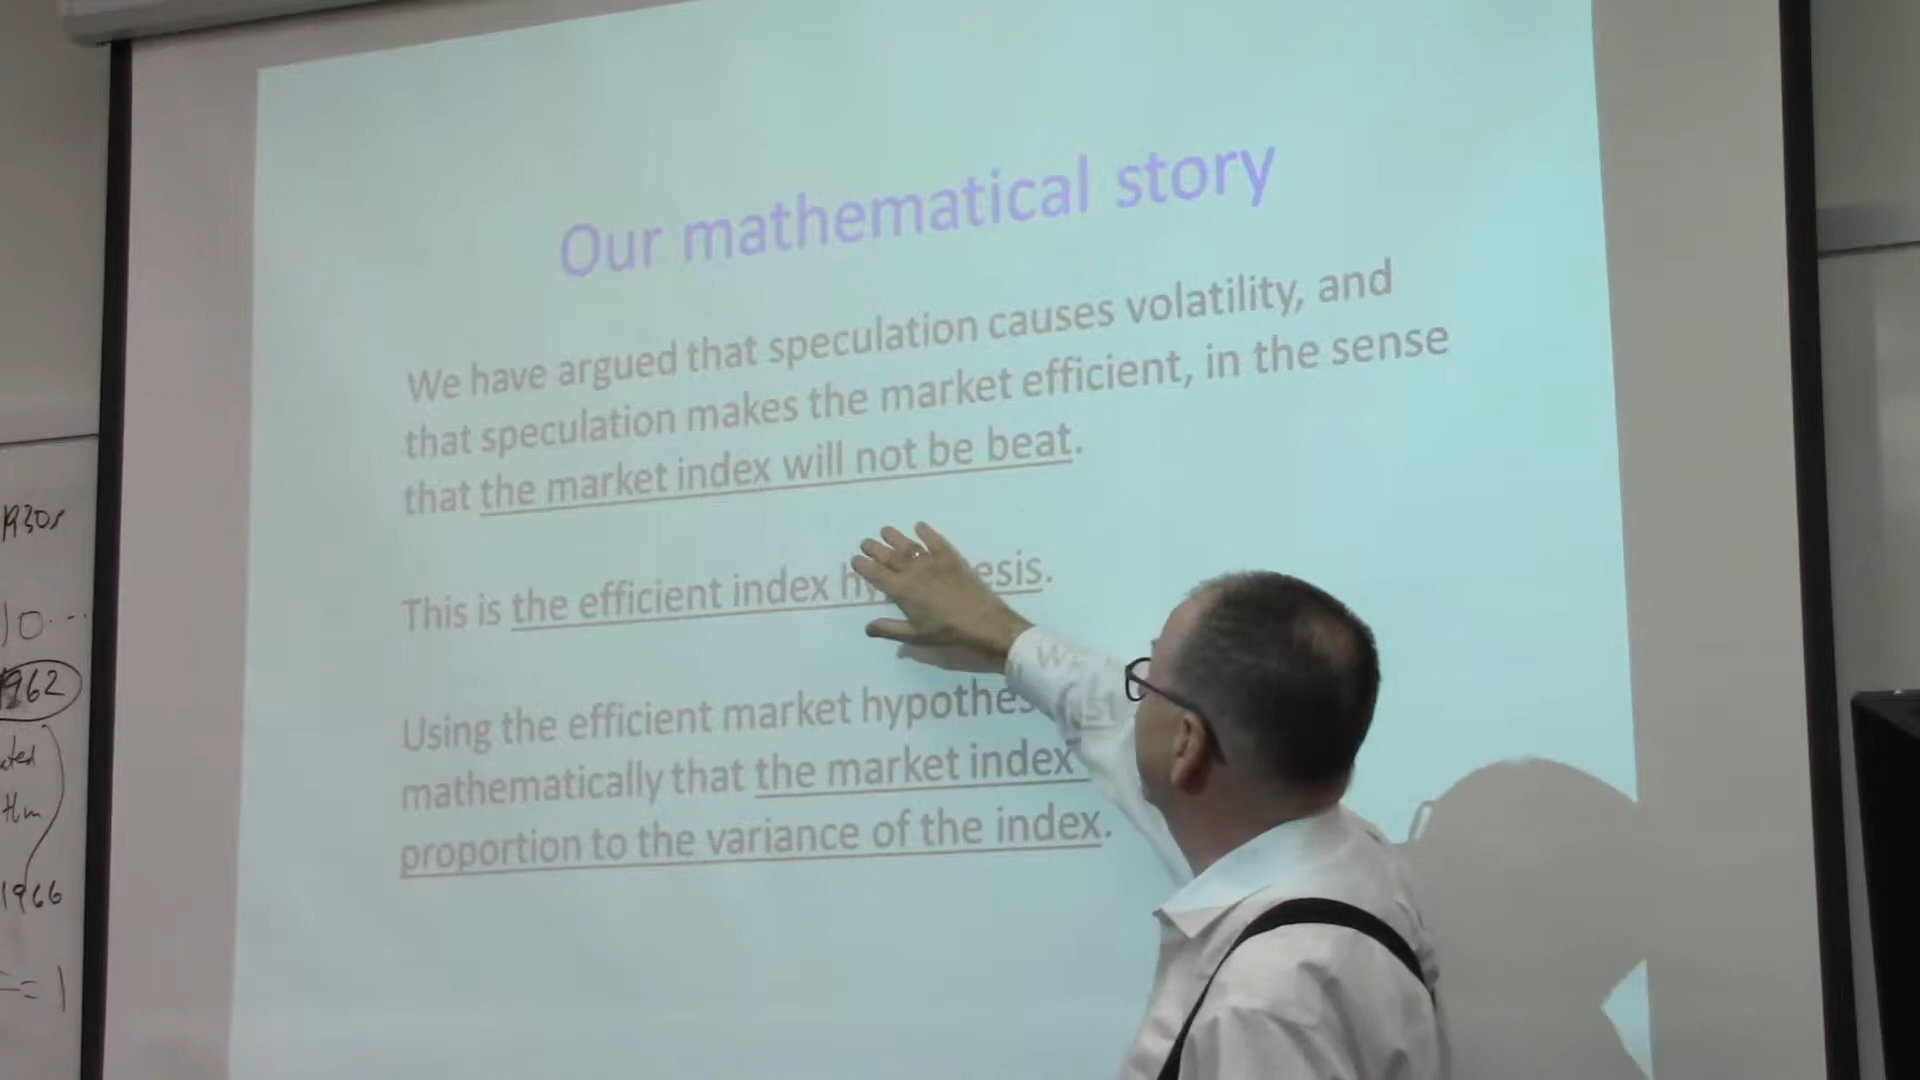 Our mathematical story
We have argued that speculation causes volatility, and
that speculation makes the market efficient, in the sense
that the market index will not be beat.
This is the efficient index
Using the efficient market
mathematically that the market index
proportion to the variance of the index.
1930s
10...
1962
1966
= 1